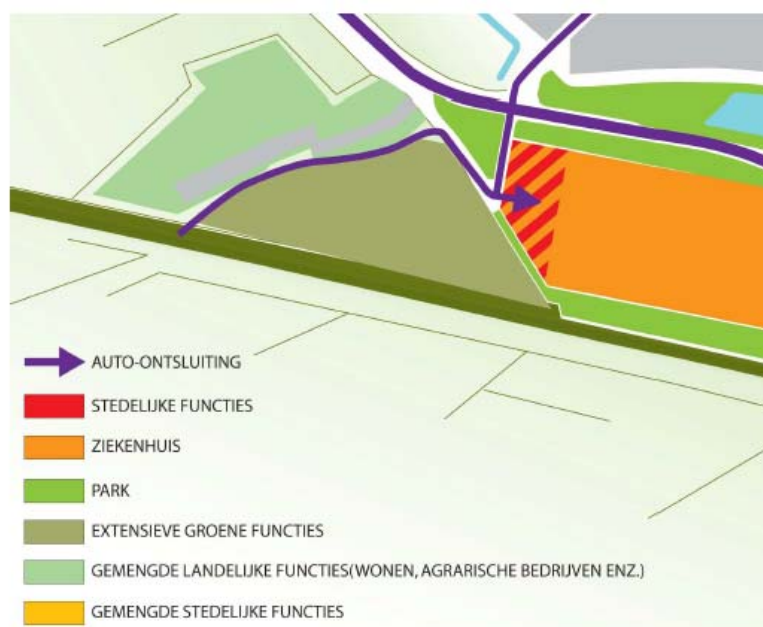 AUTO-ONTSLUITING
STEDELIJKE FUNCTIES
ZIEKENHUIS
PARK
EXTENSIEVE GROENE FUNCTIES
GEMENGDE LANDELIJKE FUNCTIES(WONEN, AGRARISCHE BEDRIJVEN ENZ.)
GEMENGDE STEDELIJKE FUNCTIES